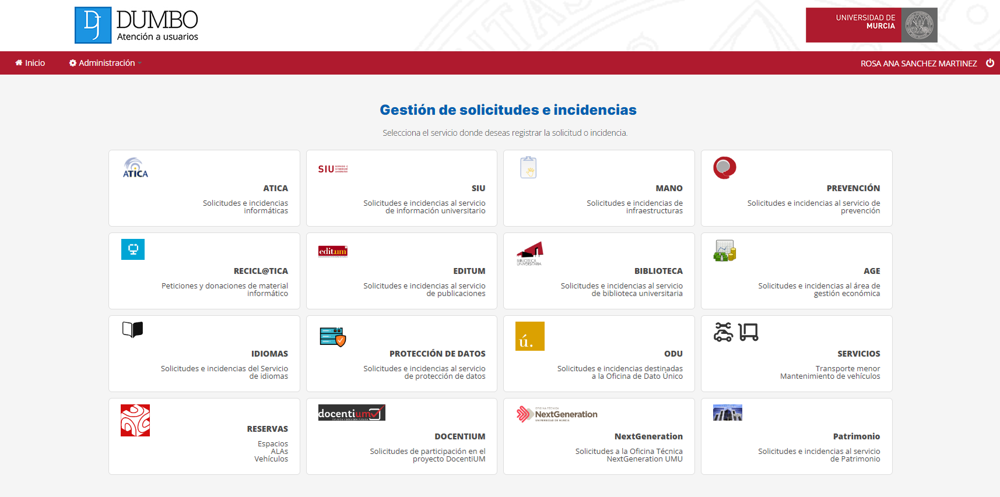 DUMBO
Atención a usuarios
UNIVERSIDAD DE
MURCIA
Inicio
Administración
ROSA ANA SANCHEZ MARTINEZ
Gestión de solicitudes e incidencias
Selecciona el servicio donde deseas registrar la solicitud o incidencia.
ATICA
ATICA
Solicitudes e incidencias
informáticas
SIU
SIU
Solicitudes e incidencias al servicio
de información universitario
MANO
Solicitudes e incidencias de
infraestructuras
PREVENCIÓN
Solicitudes e incidencias al servicio de
prevención
RECICL@TICA
Peticiones y donaciones de material
informático
edit.um
EDITUM
Solicitudes e incidencias al servicio
de publicaciones
BIBLIOTECA
UNIVERSITARIA
BIBLIOTECA
Solicitudes e incidencias al servicio
de biblioteca universitaria
AGE
Solicitudes e incidencias al área de
gestión económica
IDIOMAS
Solicitudes e incidencias del Servicio
de idiomas
PROTECCIÓN DE DATOS
Solicitudes e incidencias al servicio
de protección de datos
ú.
ODU
Solicitudes e incidencias destinadas
a la Oficina de Dato Único
SERVICIOS
Transporte menor
Mantenimiento de vehículos
RESERVAS
Espacios
ALAs
Vehículos
docentium
DOCENTIUM
Solicitudes de participación en el
proyecto DocentiUM
OFICINA TÉCNICA
NextGeneration
UNIVERSIDAD DE MURCIA
NextGeneration
Solicitudes a la Oficina Técnica
NextGeneration UMU
Patrimonio
Solicitudes e incidencias al servicio
de Patrimonio